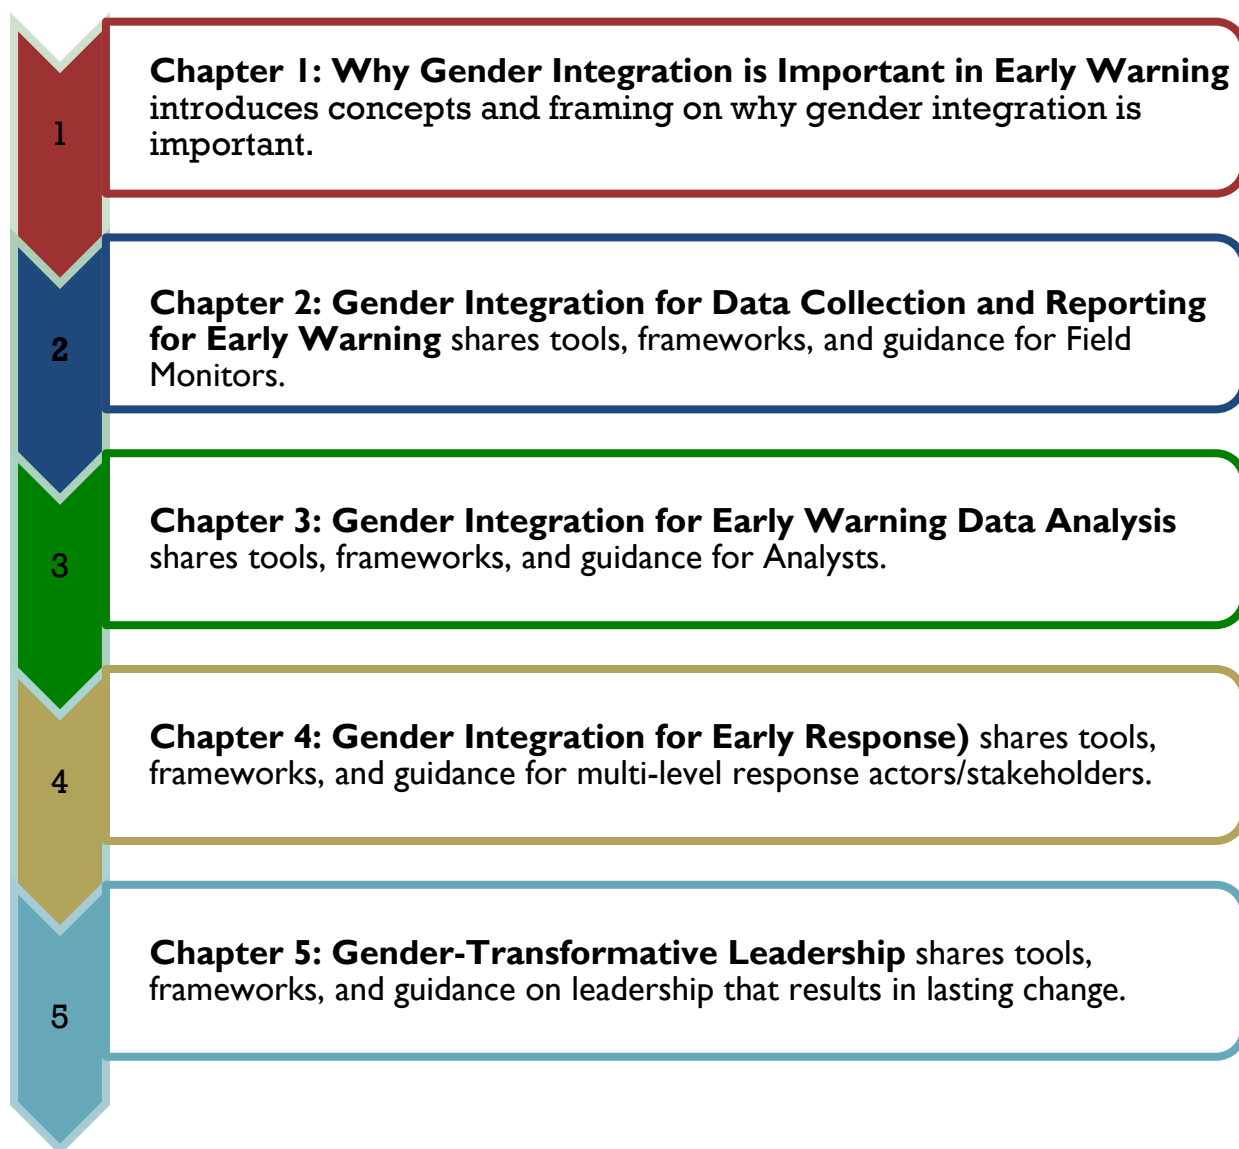 1
Chapter 1: Why Gender Integration is Important in Early Warning
introduces concepts and framing on why gender integration is
important.
2
Chapter 2: Gender Integration for Data Collection and Reporting
for Early Warning shares tools, frameworks, and guidance for Field
Monitors.
3
Chapter 3: Gender Integration for Early Warning Data Analysis
shares tools, frameworks, and guidance for Analysts.
4
Chapter 4: Gender Integration for Early Response) shares tools,
frameworks, and guidance for multi-level response actors/stakeholders.
5
Chapter 5: Gender-Transformative Leadership shares tools,
frameworks, and guidance on leadership that results in lasting change.